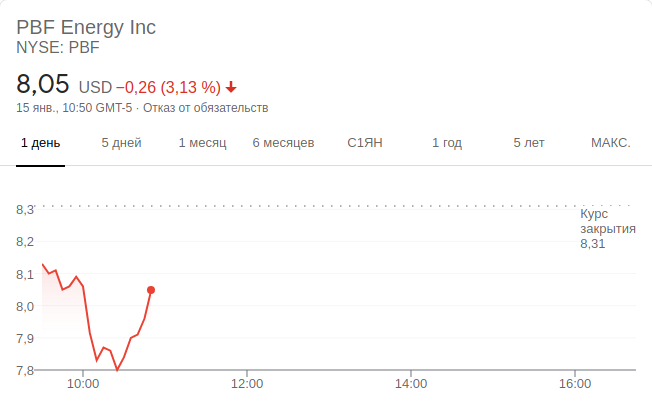 PBF Energy Inc
NYSE: PBF
8,05 USD −0,26 (3,13 %)
15 янв., 10:50 GMT-5 · Отказ от обязательств
1 день 5 дней 1 месяц 6 месяцев С1ЯН 1 год 5 лет МАКС.
8,3
Курс
закрытия
8,31
8,2
8,1
8,0
7,9
7,8
10:00 12:00 14:00 16:00